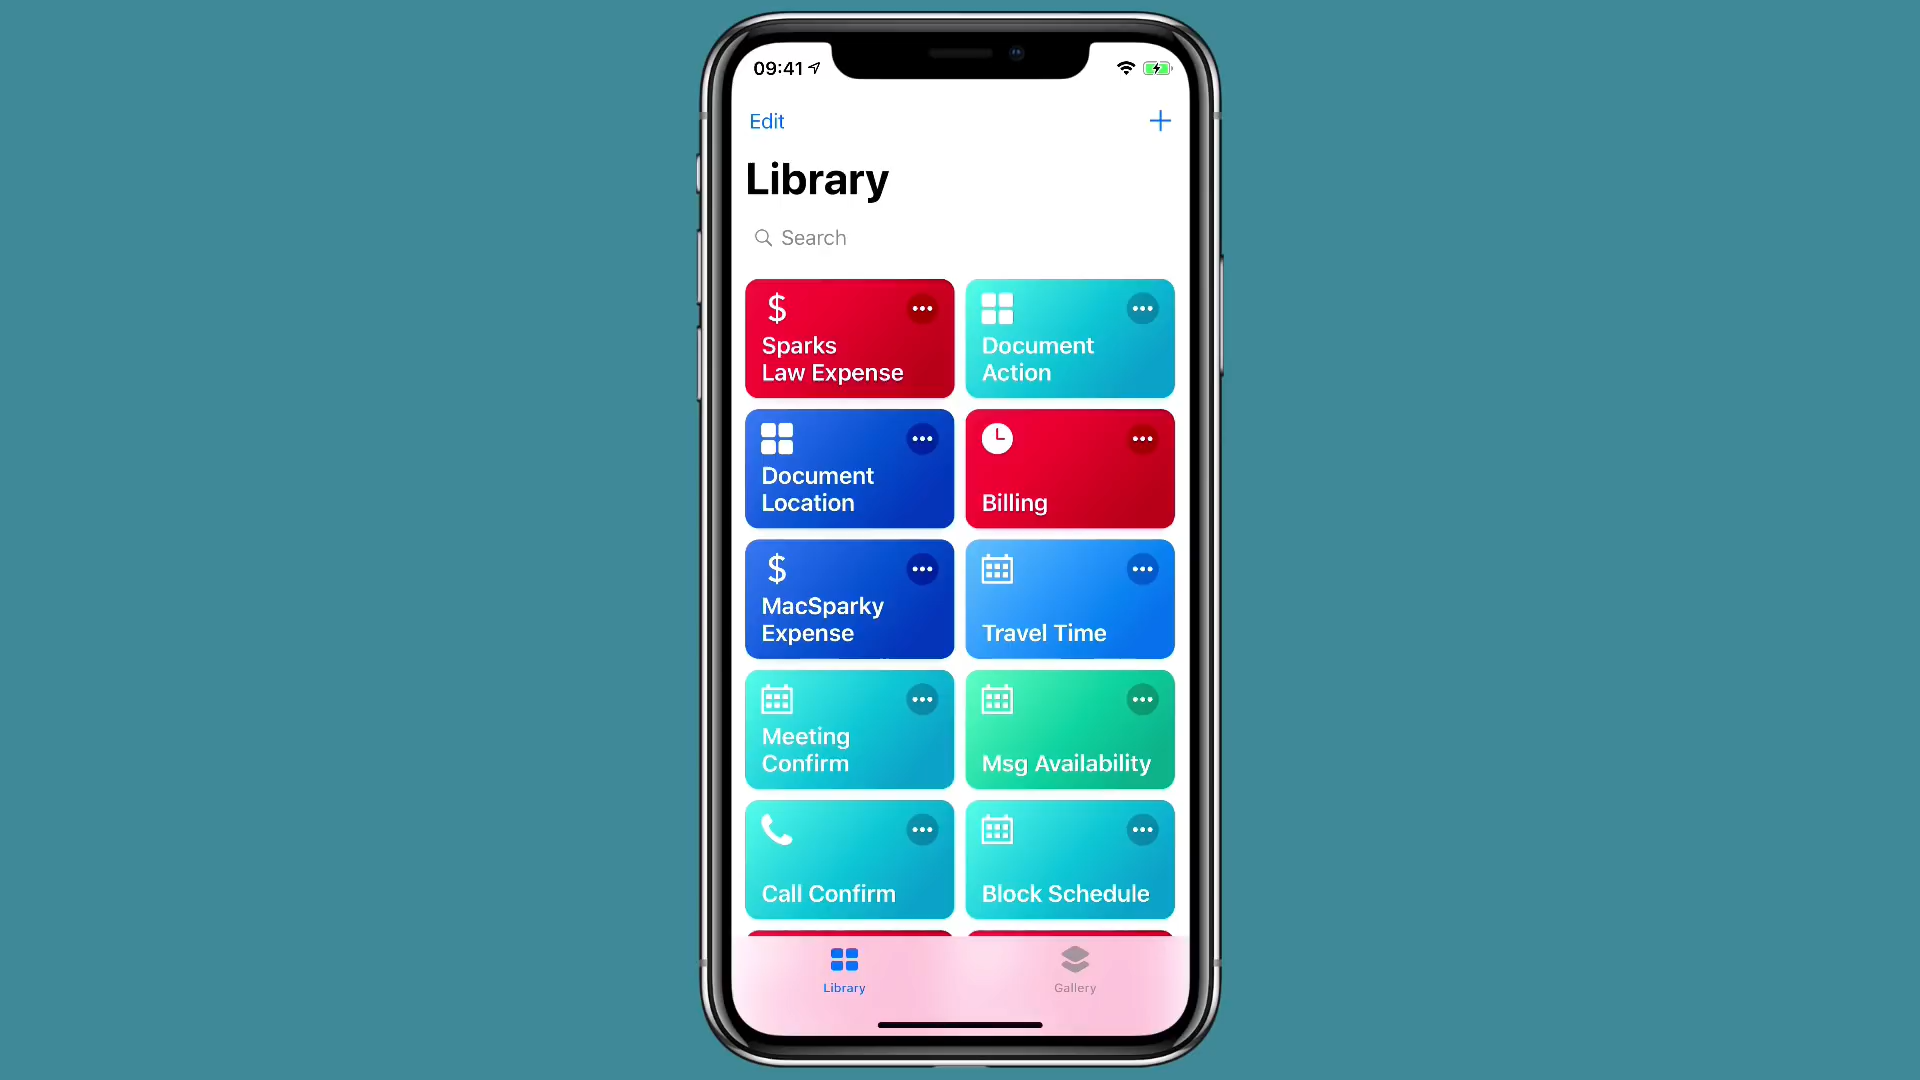 09:41
Edit
Library
Search
Sparks
Law Expense
Document
Action
Document
Location
Billing
MacSparky
Expense
Travel Time
Meeting
Confirm
Msg Availability
Call Confirm
Block Schedule
Library
Gallery